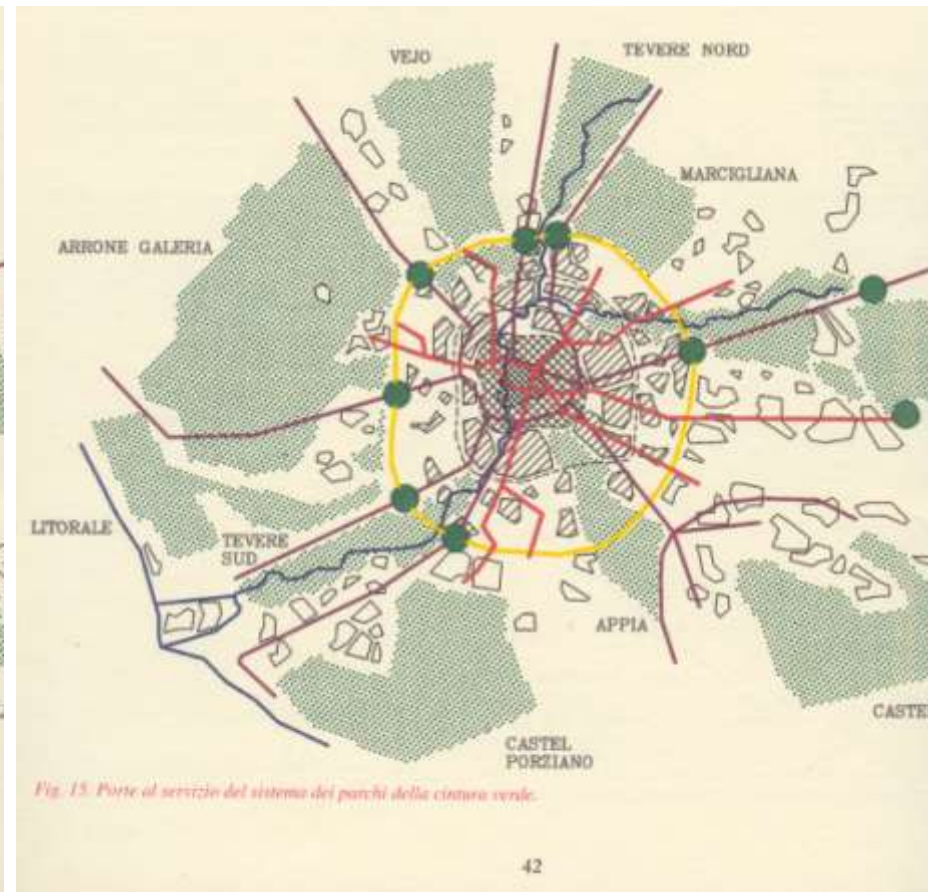 VEJO
TEVERE NORD
MARCIGLIANA
ARRONE GALERIA
LITORALE
TEVERE
SUD
APPIA
CASTE
CASTEL
PORZIANO
Fig. 15. Porte al servizio del sistema dei parchi della cintura verde.
42